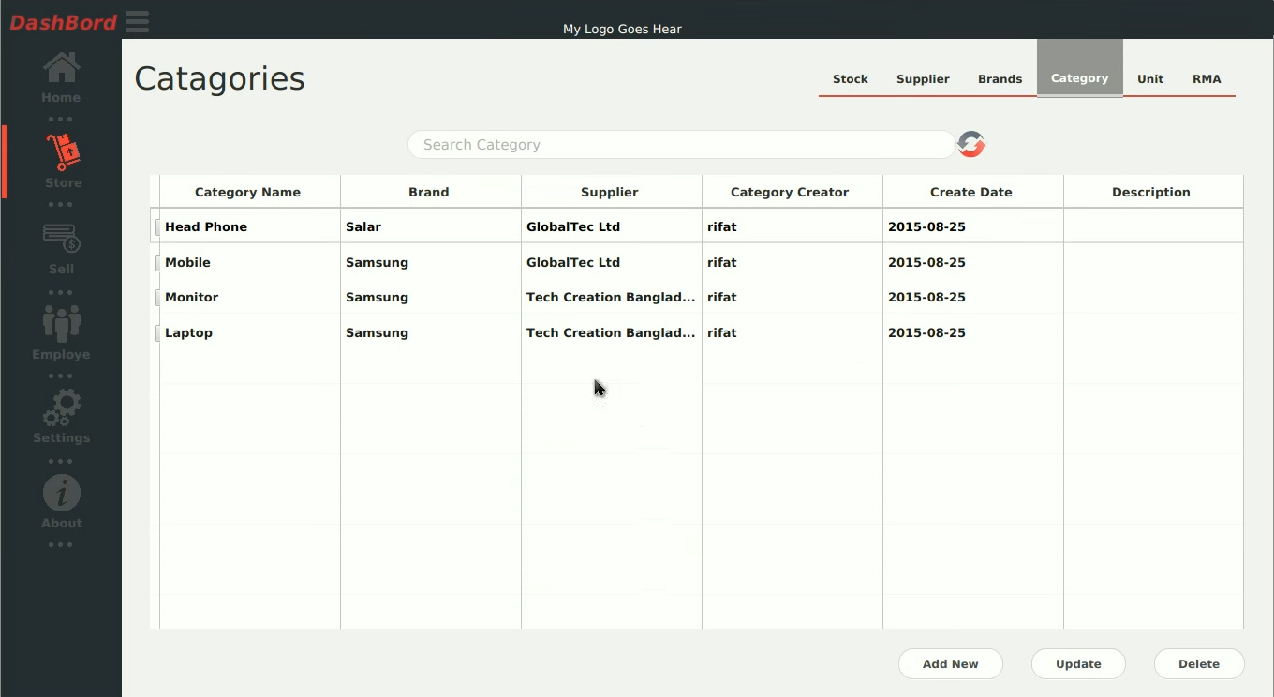 DashBord
My Logo Goes Hear
Home
Store
Sell
Employe
Settings
About
Catagories
Stock Supplier Brands Category Unit RMA
Search Category
Category Name Brand Supplier Category Creator Create Date Description
Head Phone Salar GlobalTec Ltd rifat 2015-08-25
Mobile Samsung GlobalTec Ltd rifat 2015-08-25
Monitor Samsung Tech Creation Banglad... rifat 2015-08-25
Laptop Samsung Tech Creation Banglad... rifat 2015-08-25
Add New Update Delete